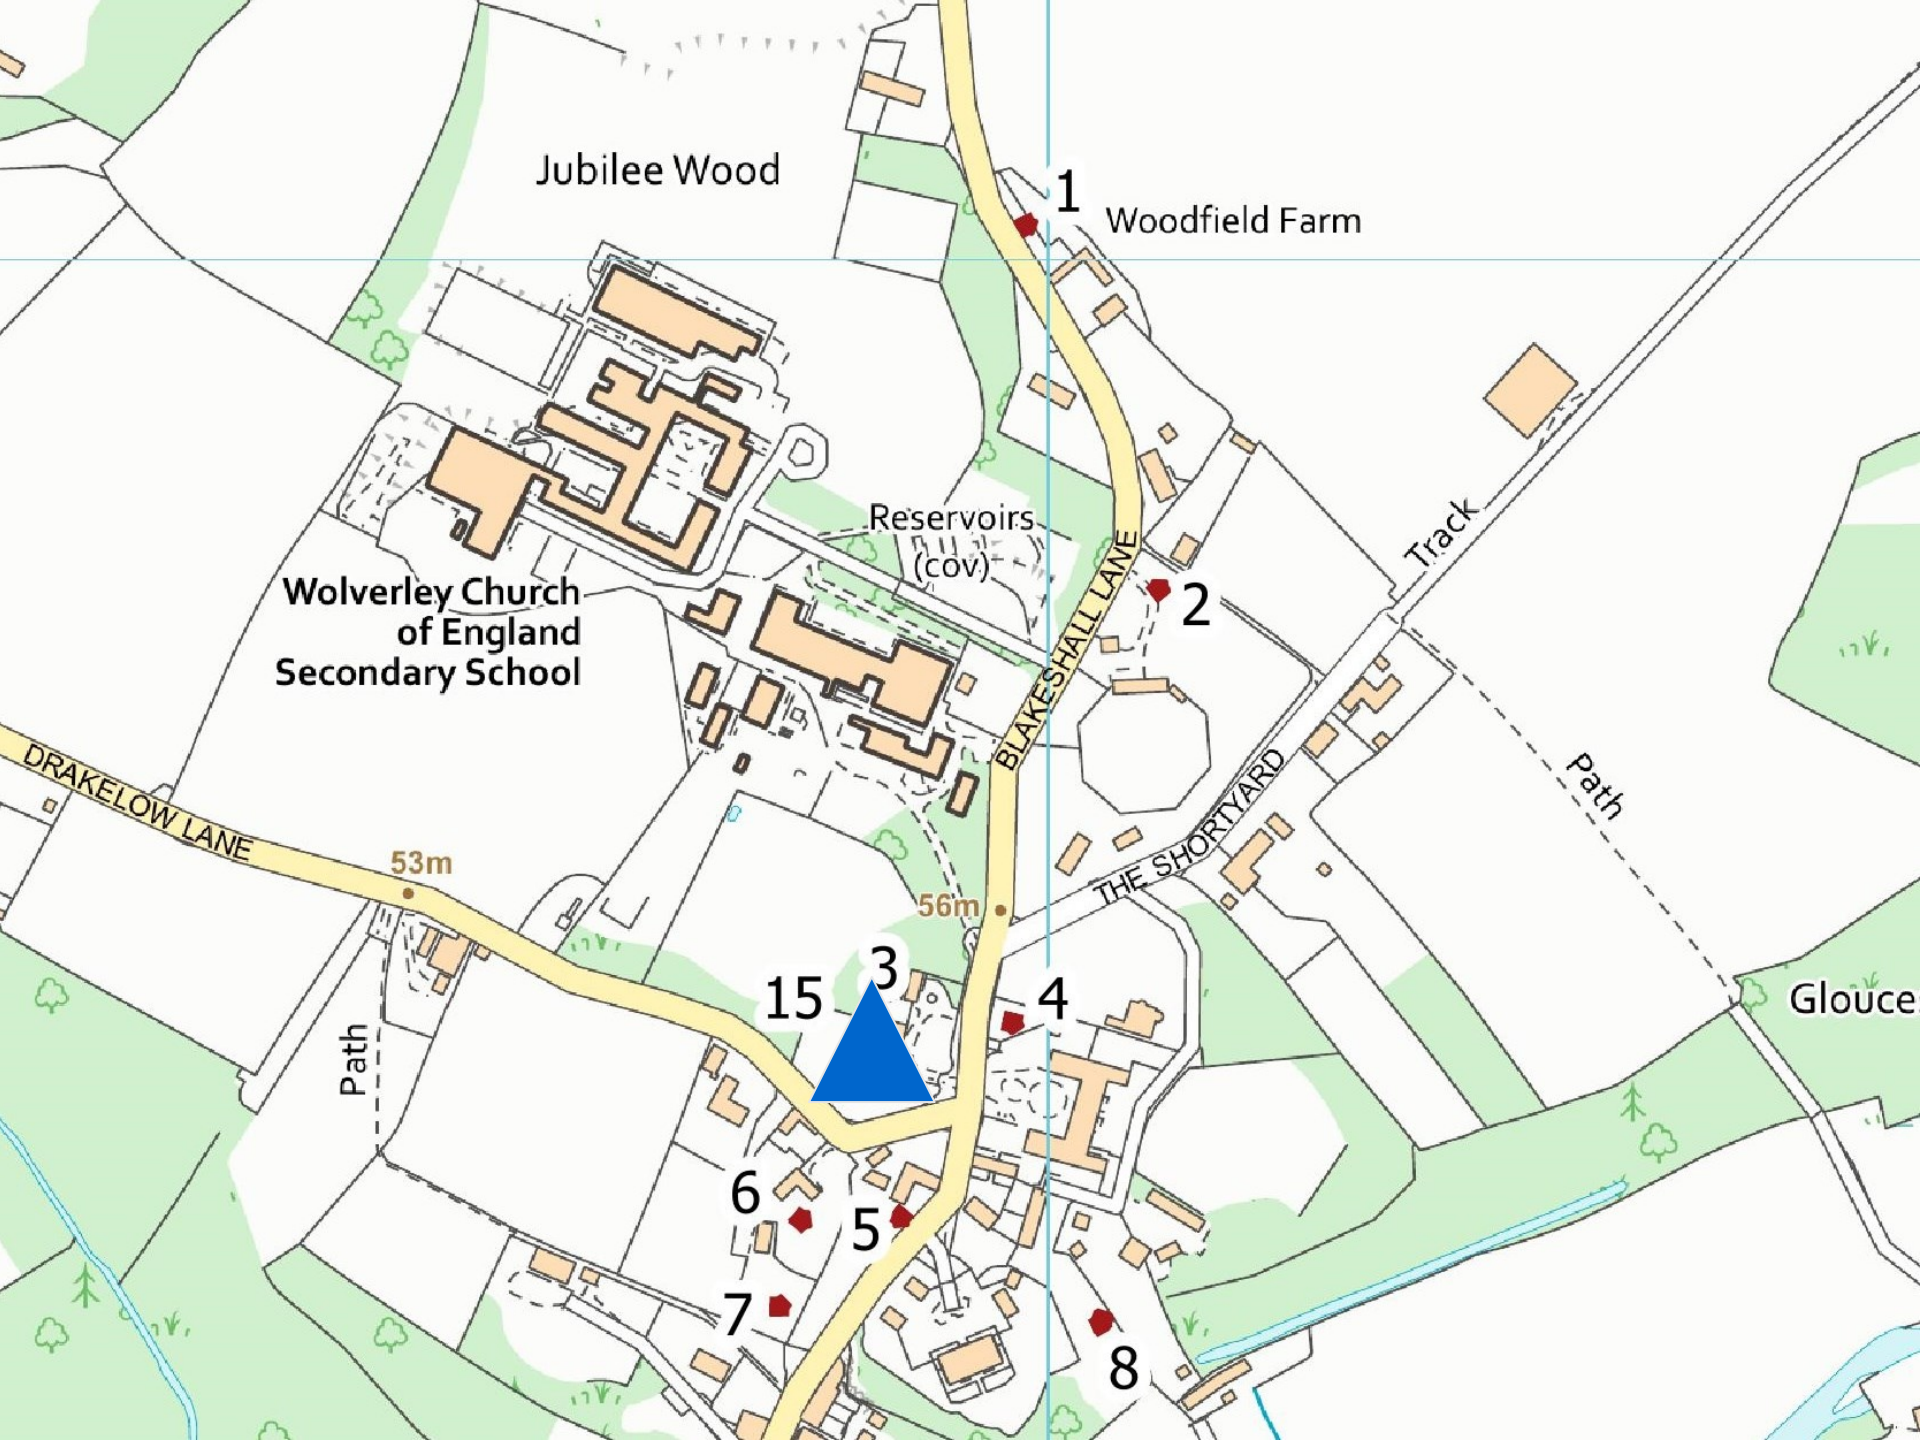 Jubilee Wood
1
Woodfield Farm
Reservoirs
(cov)
Track
Wolverley Church
of England
Secondary School
2
BLAKESHALL LANE
DRAKELOW LANE
THE SHORTYARD
Path
53m
56m
3
15
4
Glouce
Path
6
5
7
8